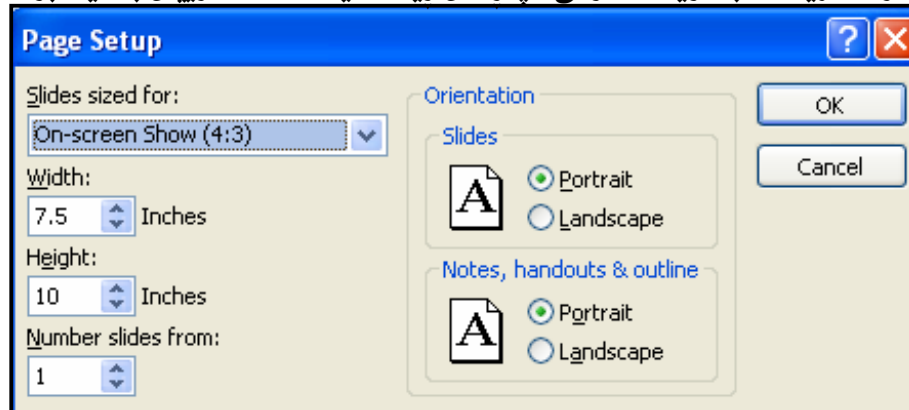 Page Setup
Slides sized for:
On-screen Show (4:3)
Width:
7.5 Inches
Height:
10 Inches
Number slides from:
1
Orientation
Slides
A
Portrait
Landscape
Notes, handouts & outline
A
Portrait
Landscape
OK
Cancel